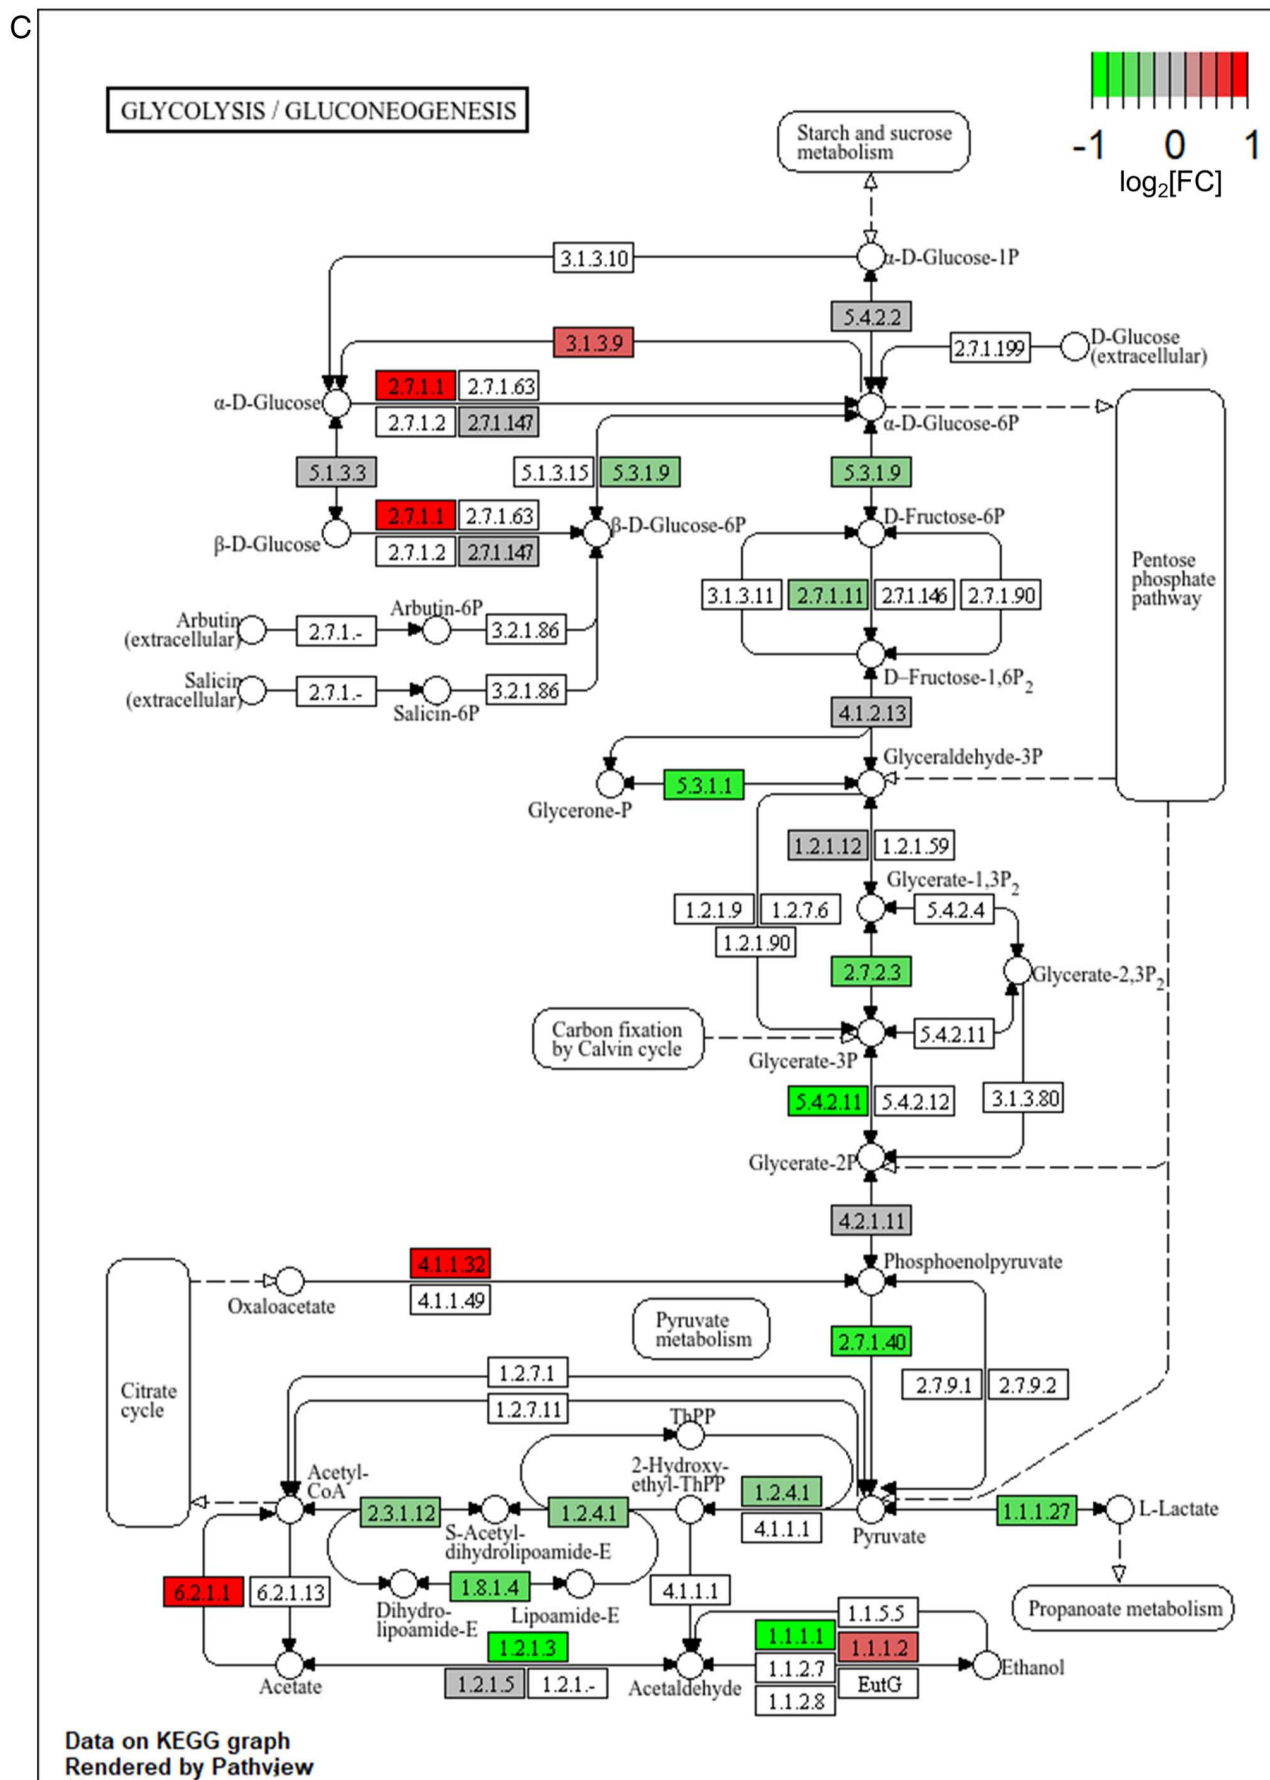 C
GLYCOLYSIS / GLUCONEOGENESIS
-1 0 1
log₂[FC]
Starch and sucrose
metabolism
3.1.3.10
α-D-Glucose-1P
5.4.2.2
3.1.3.9
2.7.1.199
D-Glucose
(extracellular)
2.7.1.1
2.7.1.63
α-D-Glucose
2.7.1.2
2.7.1.147
α-D-Glucose-6P
5.1.3.3
5.1.3.15
5.3.1.9
5.3.1.9
2.7.1.1
2.7.1.63
β-D-Glucose
2.7.1.2
2.7.1.147
β-D-Glucose-6P
D-Fructose-6P
Pentose
phosphate
pathway
3.1.3.11
2.7.1.11
2.7.1.146
2.7.1.90
Arbutin
(extracellular)
2.7.1.-
Arbutin-6P
3.2.1.86
Salicin
(extracellular)
2.7.1.-
Salicin-6P
3.2.1.86
D-Fructose-1,6P₂
4.1.2.13
Glyceraldehyde-3P
5.3.1.1
Glycerone-P
1.2.1.12
1.2.1.59
Glycerate-1,3P₂
1.2.1.9
1.2.7.6
1.2.1.90
5.4.2.4
2.7.2.3
Glycerate-2,3P₂
Carbon fixation
by Calvin cycle
5.4.2.11
Glycerate-3P
5.4.2.11
5.4.2.12
3.1.3.80
Glycerate-2P
4.2.1.11
4.1.1.32
Phosphoenolpyruvate
Oxaloacetate
4.1.1.49
Pyruvate
metabolism
2.7.1.40
1.2.7.1
2.7.9.1
2.7.9.2
Citrate
cycle
1.2.7.11
ThPP
Acetyl-
CoA
2-Hydroxy-
ethyl-ThPP
1.2.4.1
2.3.1.12
1.2.4.1
4.1.1.1
1.1.1.27
L-Lactate
S-Acetyl-
dihydrolipoamide-E
Pyruvate
6.2.1.1
6.2.1.13
1.8.1.4
4.1.1.1
Dihydro-
lipoamide-E
Lipoamide-E
Propanoate metabolism
1.1.5.5
1.2.1.3
1.1.1.1
1.1.1.2
Acetate
1.2.1.5
1.2.1.-
Acetaldehyde
1.1.2.7
EutG
Ethanol
1.1.2.8
Data on KEGG graph
Rendered by Pathview